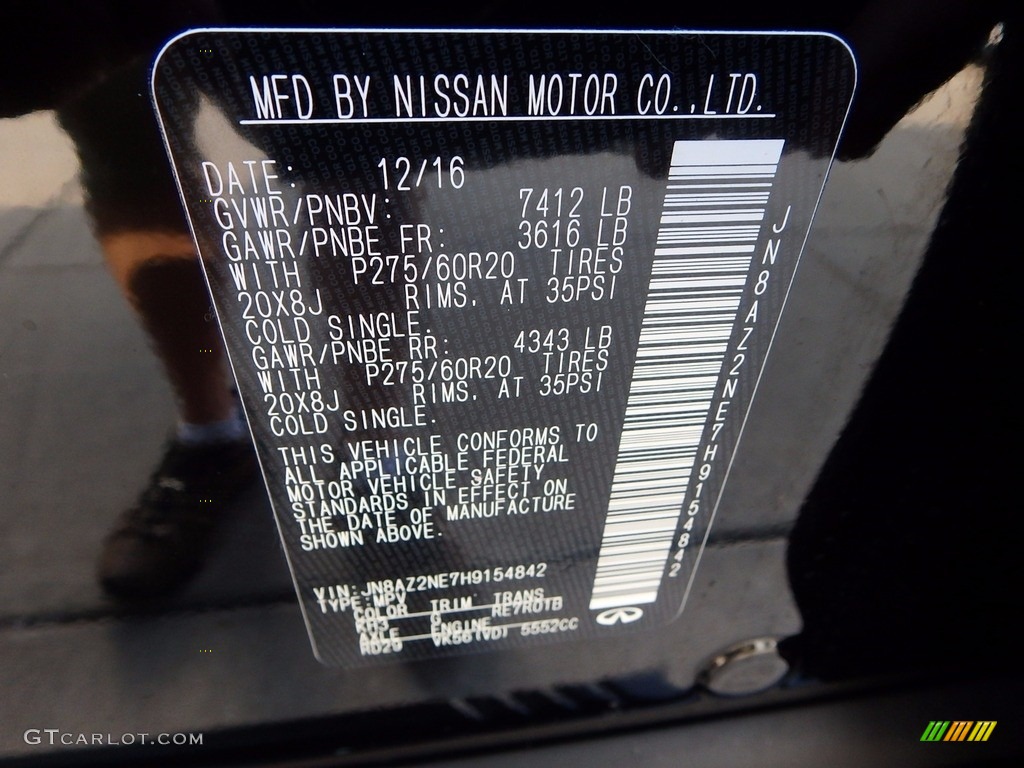 MFD BY NISSAN MOTOR CO.,LTD.
DATE: 12/16
GVWR/PNBV: 7412 LB
GAWR/PNBE FR: 3616 LB
WITH P275/60R20 TIRES
20X8J RIMS, AT 35PSI
COLD SINGLE.
GAWR/PNBE RR: 4343 LB
WITH P275/60R20 TIRES
20X8J RIMS, AT 35PSI
COLD SINGLE.
THIS VEHICLE CONFORMS TO
ALL APPLICABLE FEDERAL
MOTOR VEHICLE SAFETY
STANDARDS IN EFFECT ON
THE DATE OF MANUFACTURE
SHOWN ABOVE.
VIN:JN8AZ2NE7H9154842
TYPE:MPV
COLOR TRIM TRANS
KH3 G RE7R01B
AXLE ENGINE
RD29 VK56(VD) 5552CC
JN8AZ2NE7H9154842
GTCARLOT.COM